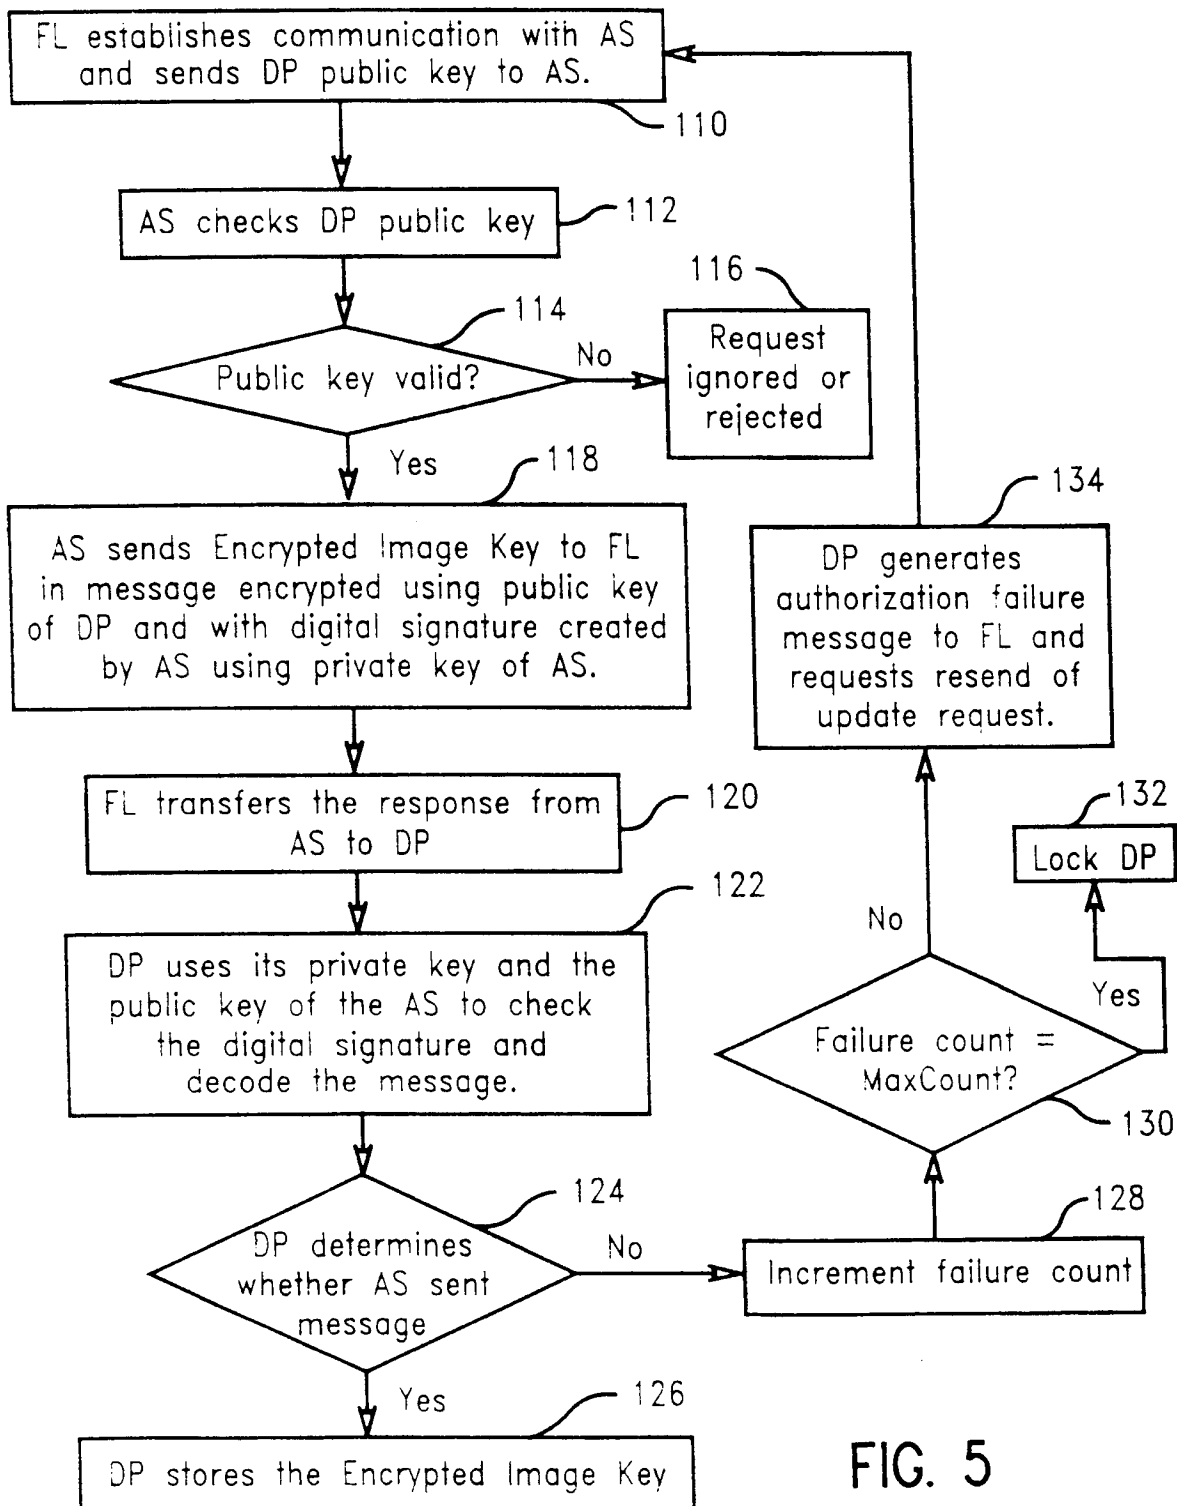 FL establishes communication with AS
and sends DP public key to AS.
110
AS checks DP public key
112
114
Public key valid?
No
116
Request
ignored or
rejected
Yes
118
AS sends Encrypted Image Key to FL
in message encrypted using public key
of DP and with digital signature created
by AS using private key of AS.
FL transfers the response from
AS to DP
120
122
DP uses its private key and the
public key of the AS to check
the digital signature and
decode the message.
124
DP determines
whether AS sent
message
No
Yes
126
DP stores the Encrypted Image Key
128
Increment failure count
Failure count =
MaxCount?
130
Yes
132
Lock DP
No
134
DP generates
authorization failure
message to FL and
requests resend of
update request.
FIG. 5